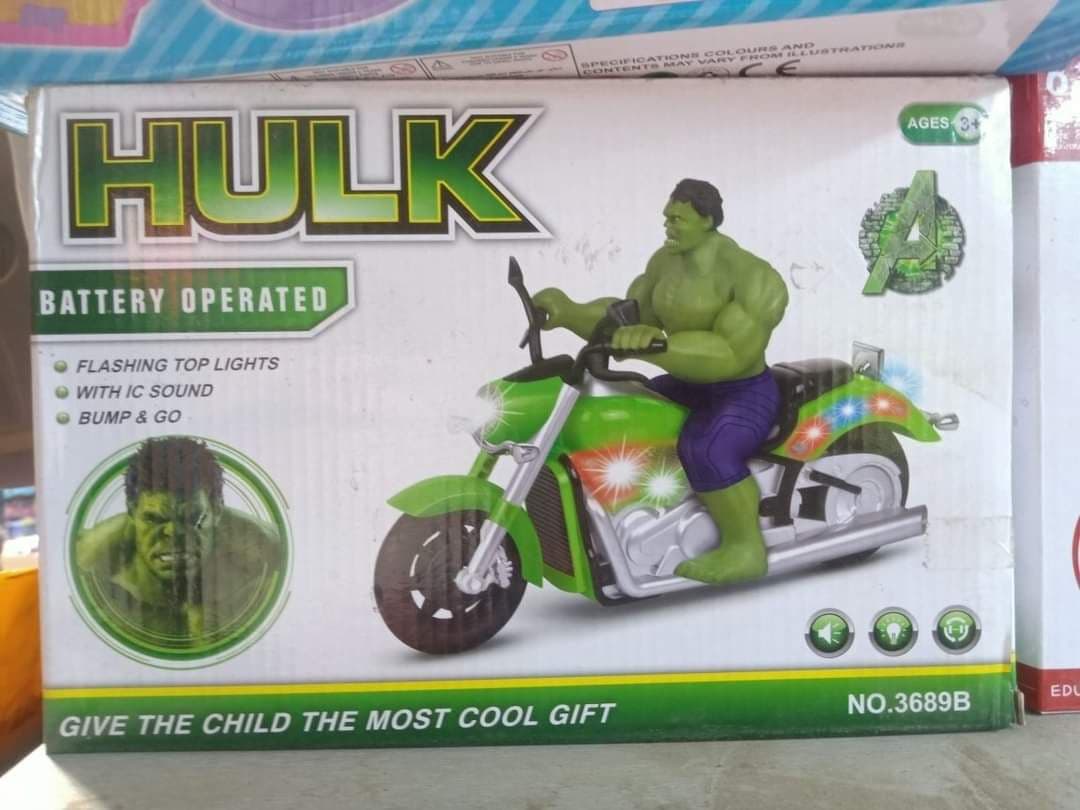 SPECIFICATIONS COLOURS AND
CONTENTS MAY VARY FROM ILLUSTRATIONS
CE
HULK
AGES 3+
A
BATTERY OPERATED
FLASHING TOP LIGHTS
WITH IC SOUND
BUMP & GO
GIVE THE CHILD THE MOST COOL GIFT
NO.3689B
EDU